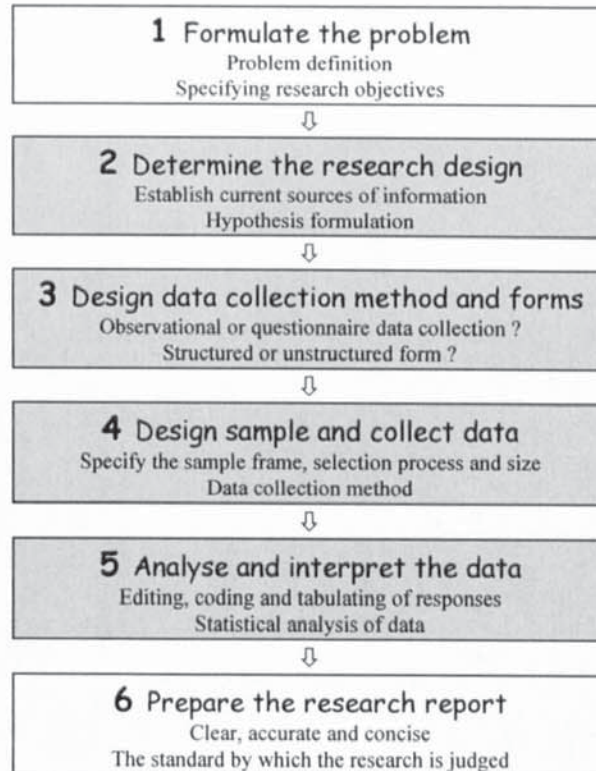 1 Formulate the problem
Problem definition
Specifying research objectives
2 Determine the research design
Establish current sources of information
Hypothesis formulation
3 Design data collection method and forms
Observational or questionnaire data collection ?
Structured or unstructured form ?
4 Design sample and collect data
Specify the sample frame, selection process and size
Data collection method
5 Analyse and interpret the data
Editing, coding and tabulating of responses
Statistical analysis of data
6 Prepare the research report
Clear, accurate and concise
The standard by which the research is judged